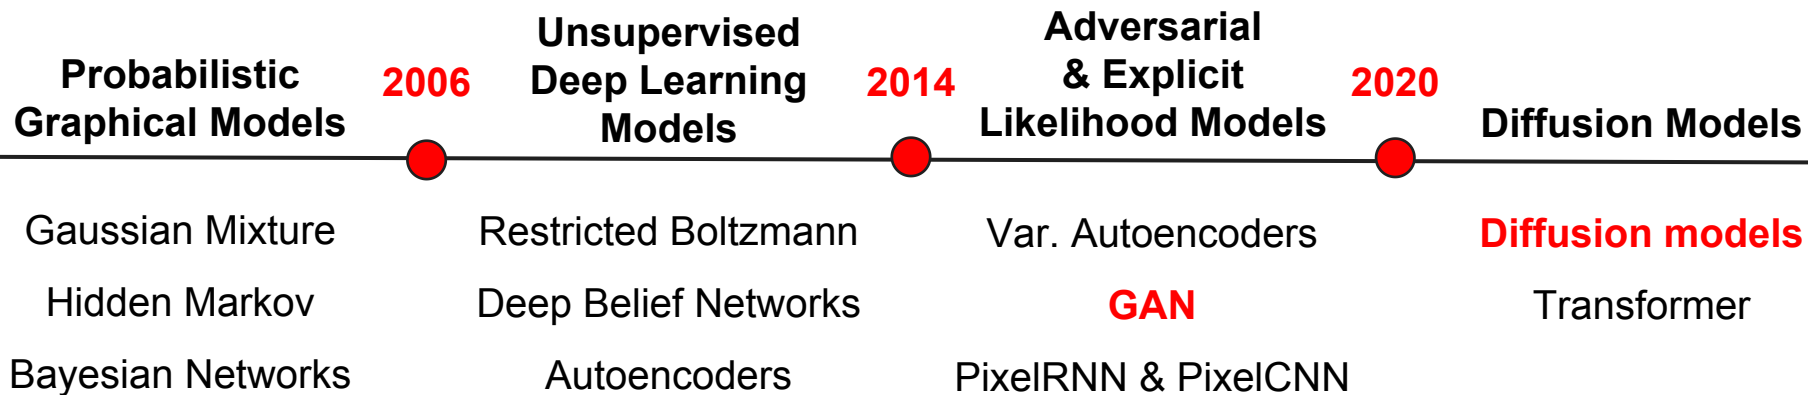 Probabilistic
Graphical Models
2006
Unsupervised
Deep Learning
Models
2014
Adversarial
& Explicit
Likelihood Models
2020
Diffusion Models
Gaussian Mixture
Hidden Markov
Bayesian Networks
Restricted Boltzmann
Deep Belief Networks
Autoencoders
Var. Autoencoders
GAN
PixelRNN & PixelCNN
Diffusion models
Transformer